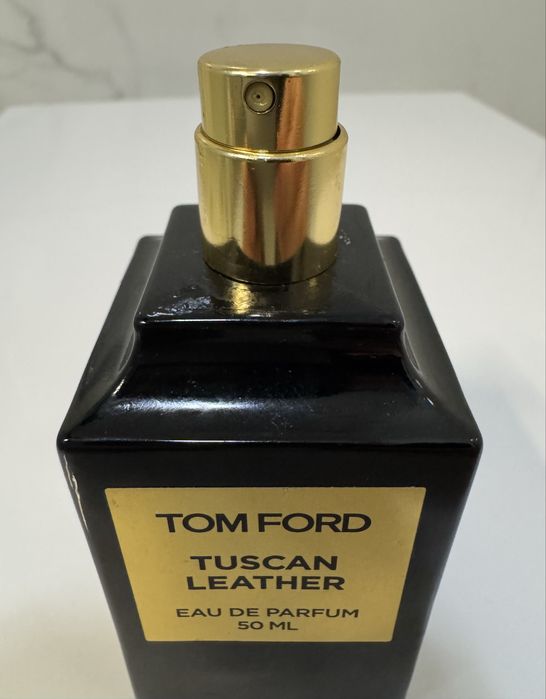 TOM FORD
TUSCAN
LEATHER
EAU DE PARFUM
50 ML